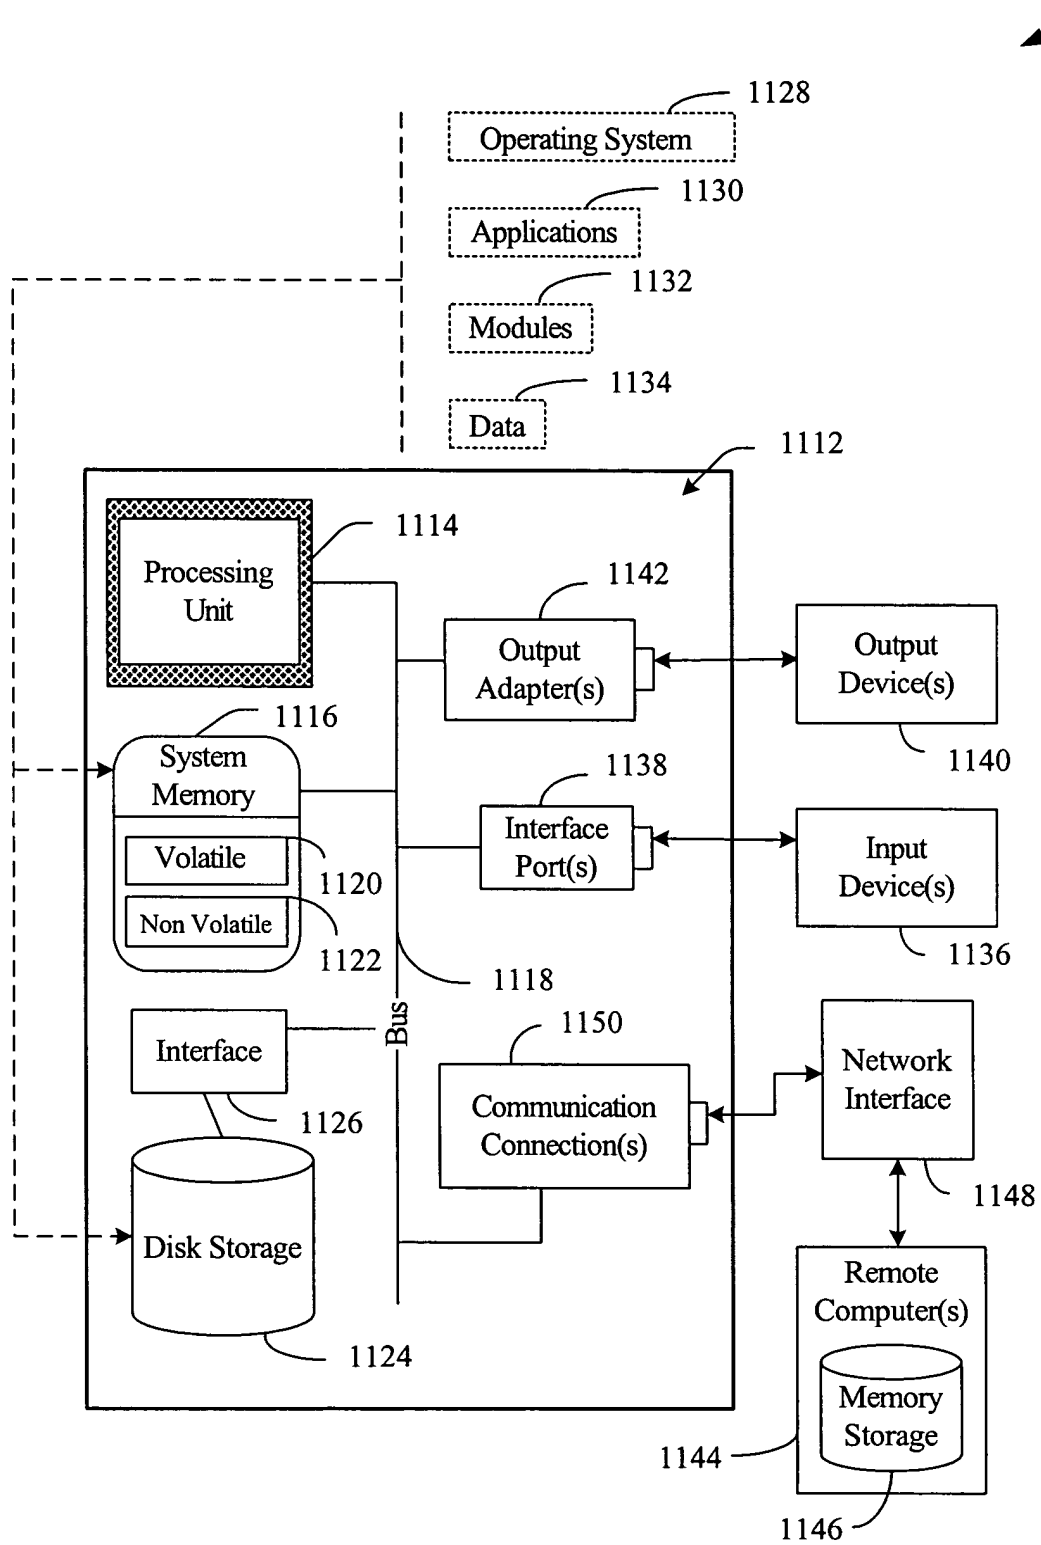 1128
Operating System
1130
Applications
1132
Modules
1134
Data
1112
1114
Processing
Unit
1142
Output
Adapter(s)
Output
Device(s)
1140
1116
System
Memory
1138
Interface
Port(s)
Input
Device(s)
1136
Volatile
1120
Non Volatile
1122
1118
Bus
Interface
1126
1150
Communication
Connection(s)
Network
Interface
1148
Disk Storage
1124
Remote
Computer(s)
Memory
Storage
1144
1146